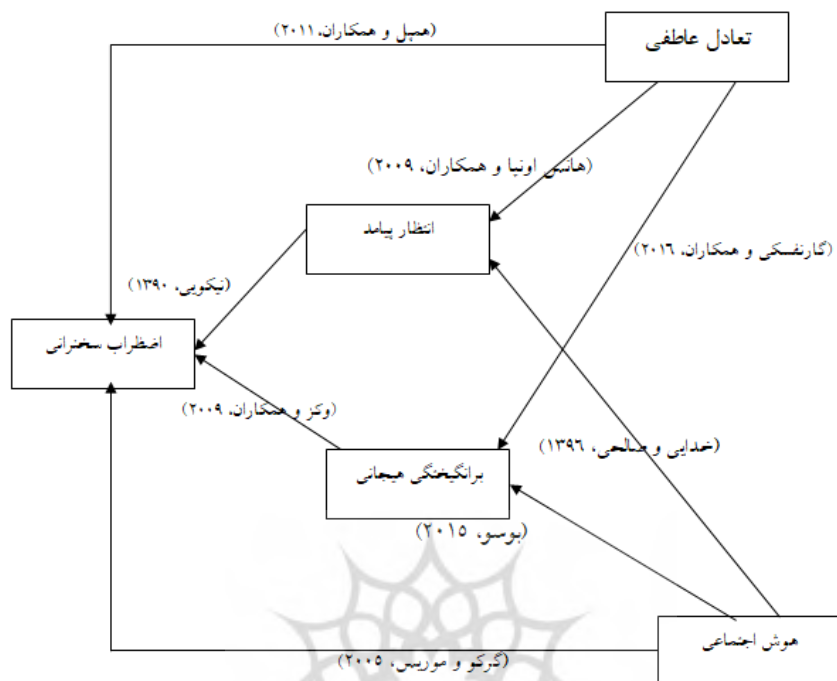 (همپل و همکاران، ۲۰۱۱)
تعادل عاطفی
(هانس اونیا و همکاران، ۲۰۰۹)
انتظار پیامد
(گارنفسکی و همکاران، ۲۰۱۶)
(نیکویی، ۱۳۹۰)
اضطراب سخنرانی
(وکز و همکاران، ۲۰۰۹)
(خدایی و صالحی، ۱۳۹۶)
برانگیختگی هیجانی
(بوسو، ۲۰۱۵)
هوش اجتماعی
(گرکو و موریس، ۲۰۰۵)